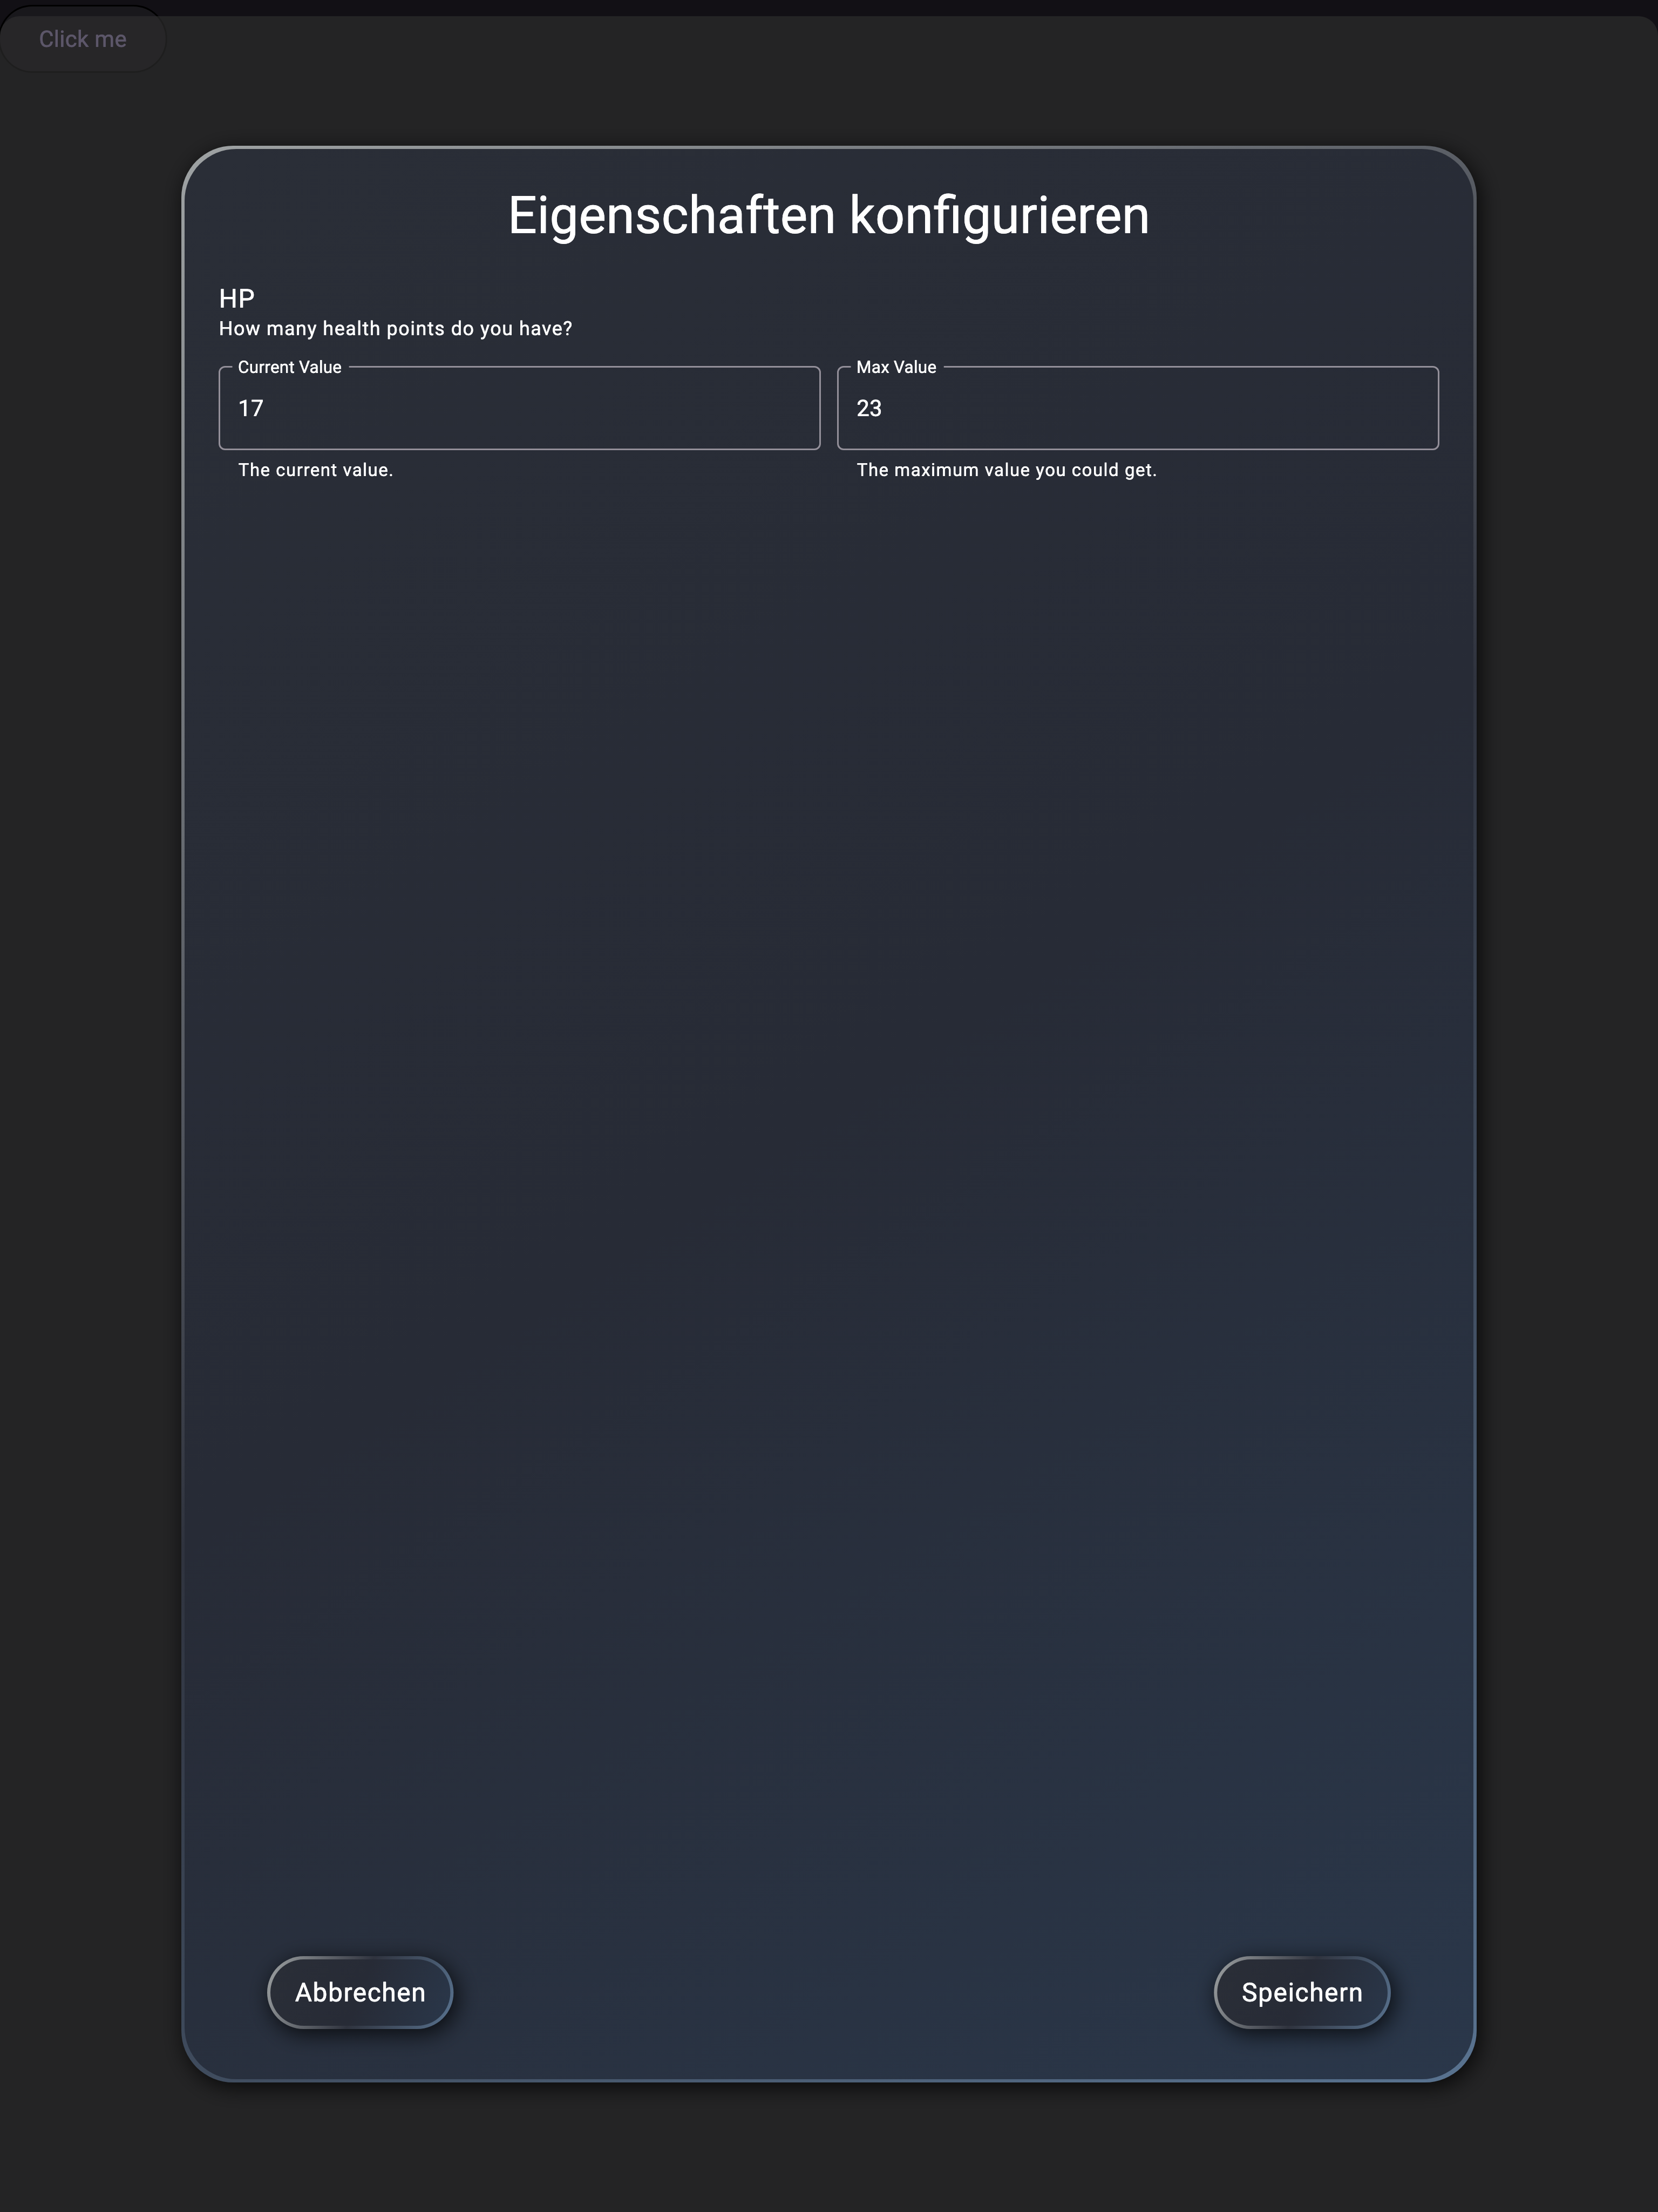 Click me
Eigenschaften konfigurieren
HP
How many health points do you have?
Current Value
Max Value
17
23
The current value.
The maximum value you could get.
Abbrechen
Speichern